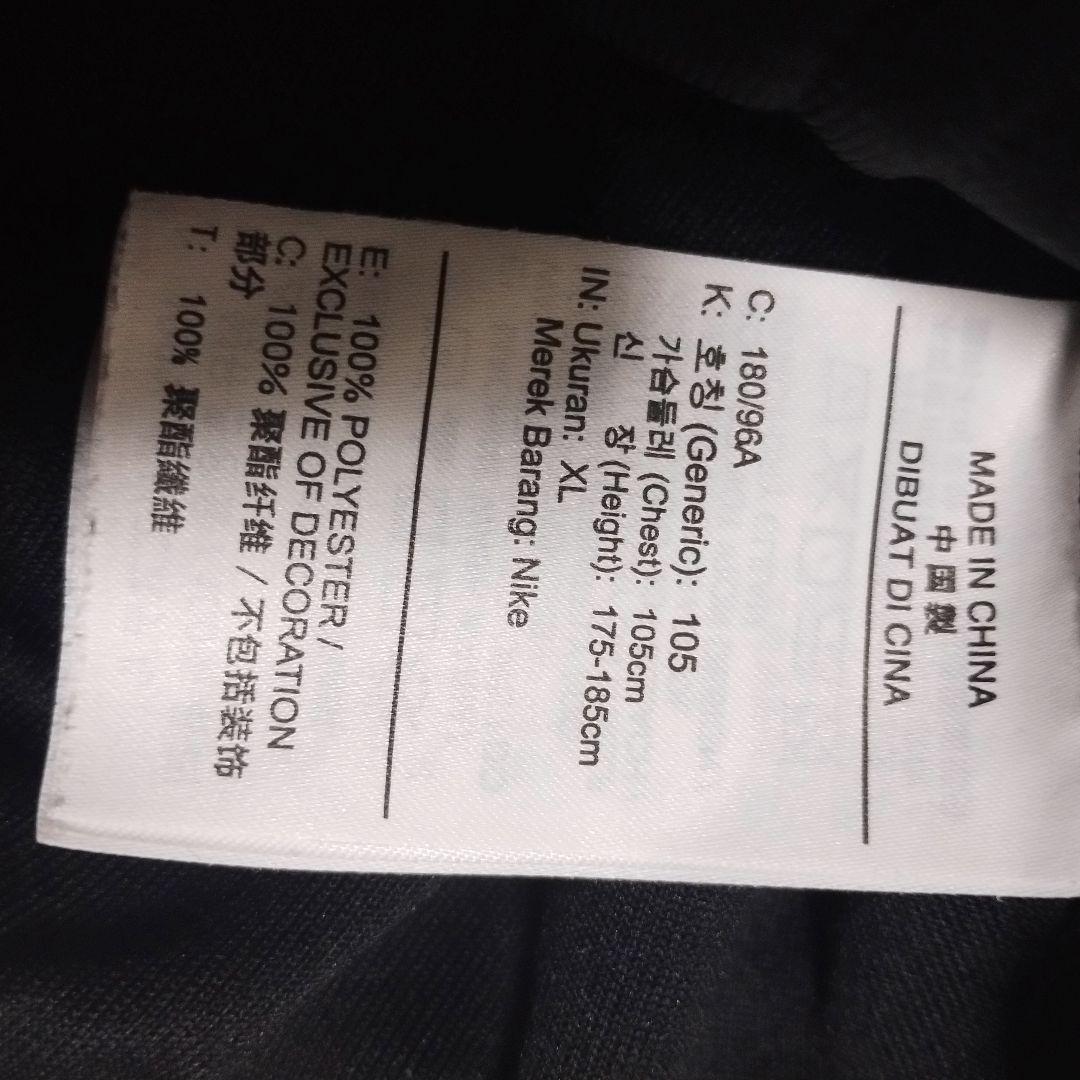 MADE IN CHINA
中國製
DIBUAT DI CINA
C: 180/96A
K: 호칭 (Generic): 105
가슴둘레 (Chest): 105cm
신 장 (Height): 175-185cm
IN: Ukuran: XL
Merek Barang: Nike
E: 100% POLYESTER /
EXCLUSIVE OF DECORATION
C: 100% 聚酯纤维 / 不包括装饰
部分
T: 100% 聚酯纖維